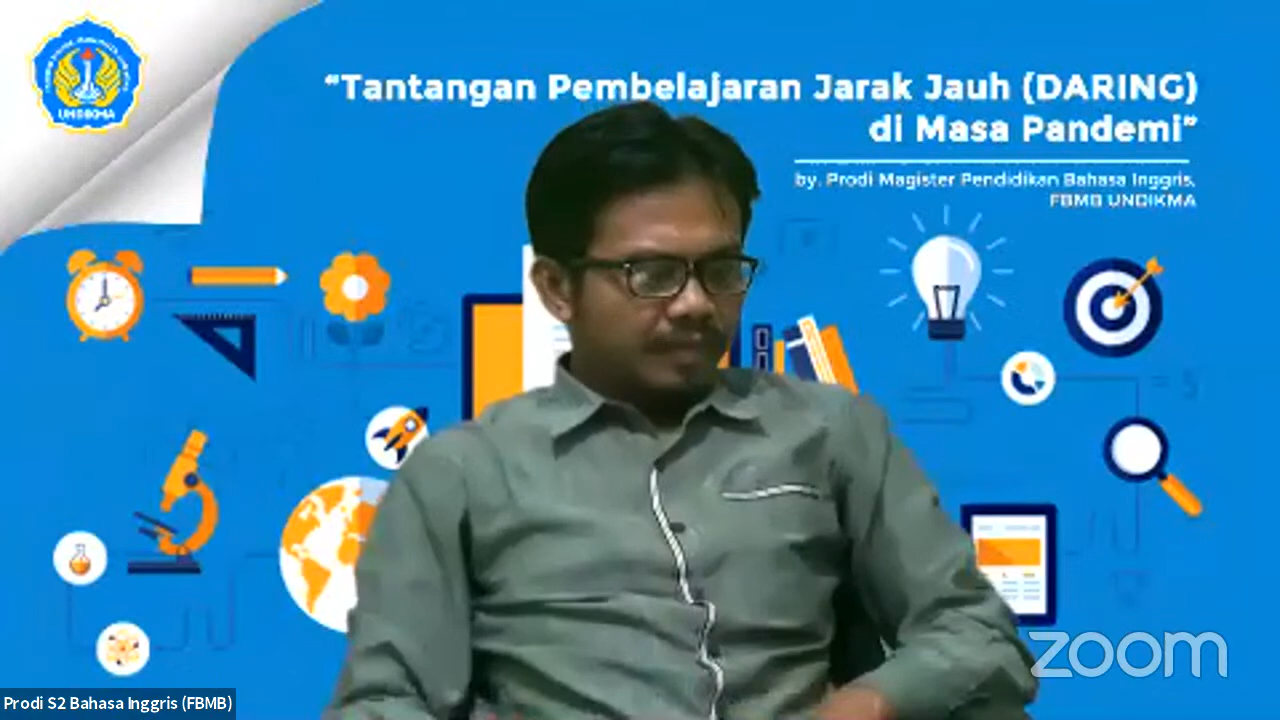 UNDIKMA
“Tantangan Pembelajaran Jarak Jauh (DARING)
di Masa Pandemi”
by. Prodi Magister Pendidikan Bahasa Inggris,
FBMB UNDIKMA
zoom
Prodi S2 Bahasa Inggris (FBMB)